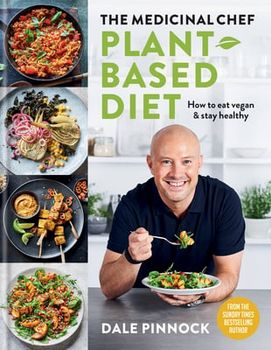 THE MEDICINAL CHEF
PLANT-
BASED
DIET
How to eat vegan
& stay healthy
DALE PINNOCK
FROM THE
SUNDAY TIMES
BESTSELLING
AUTHOR